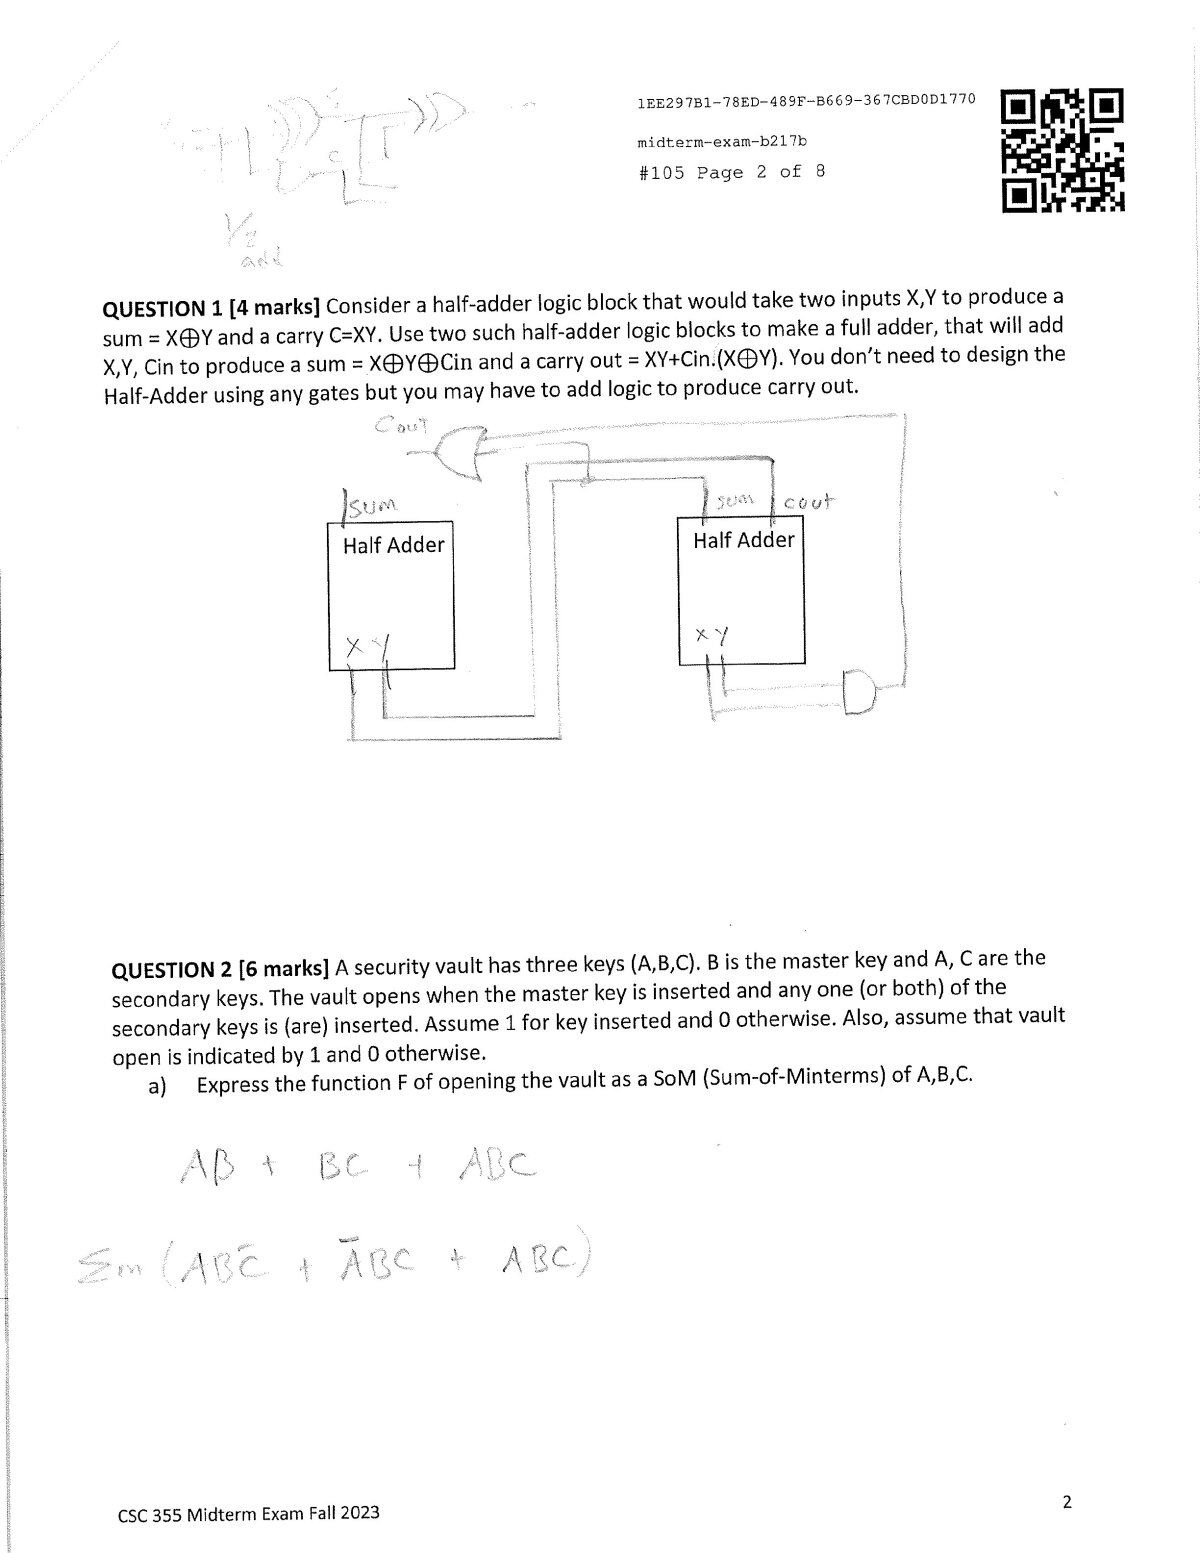 1EE297B1-78ED-489F-B669-367CBD0D1770
midterm-exam-b217b
#105 Page 2 of 8
1/2
add
QUESTION 1 [4 marks] Consider a half-adder logic block that would take two inputs X,Y to produce a
sum = X⊕Y and a carry C=XY. Use two such half-adder logic blocks to make a full adder, that will add
X,Y, Cin to produce a sum = X⊕Y⊕Cin and a carry out = XY+Cin.(X⊕Y). You don't need to design the
Half-Adder using any gates but you may have to add logic to produce carry out.
Cout
sum
sum cout
Half Adder
Half Adder
X Y
X Y
QUESTION 2 [6 marks] A security vault has three keys (A,B,C). B is the master key and A, C are the
secondary keys. The vault opens when the master key is inserted and any one (or both) of the
secondary keys is (are) inserted. Assume 1 for key inserted and 0 otherwise. Also, assume that vault
open is indicated by 1 and 0 otherwise.
a) Express the function F of opening the vault as a SoM (Sum-of-Minterms) of A,B,C.
AB + BC + ABC
Σm (ABC̄ + ĀBC + ABC)
CSC 355 Midterm Exam Fall 2023
2